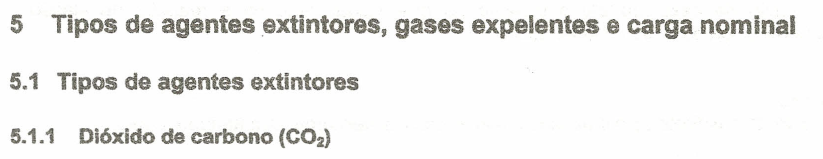 5 Tipos de agentes extintores, gases expelentes e carga nominal
5.1 Tipos de agentes extintores
5.1.1 Dióxido de carbono (CO₂)